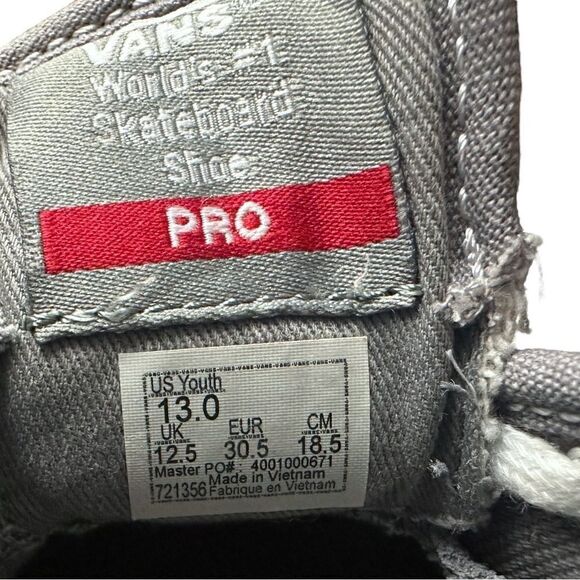 VANS
World's #1
Skateboard
Shoe
PRO
US Youth
13.0
UK EUR CM
12.5 30.5 18.5
Master PO#: 4001000671
Made in Vietnam
721356 Fabrique en Vietnam